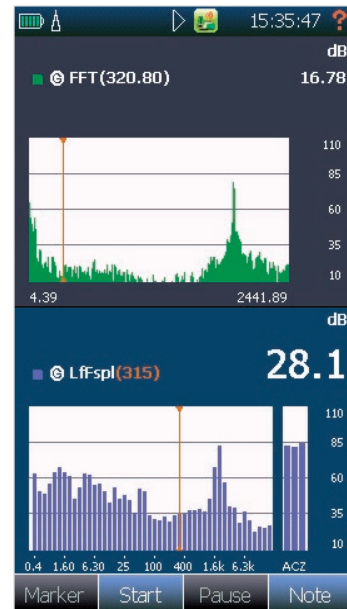 15:35:47 ?
dB
G FFT(320.80) 16.78
110
85
60
35
10
4.39 2441.89
dB
G LfFspl(315) 28.1
110
85
60
35
10
0.4 1.60 6.30 25 100 400 1.6k 6.3k ACZ
Marker Start Pause Note